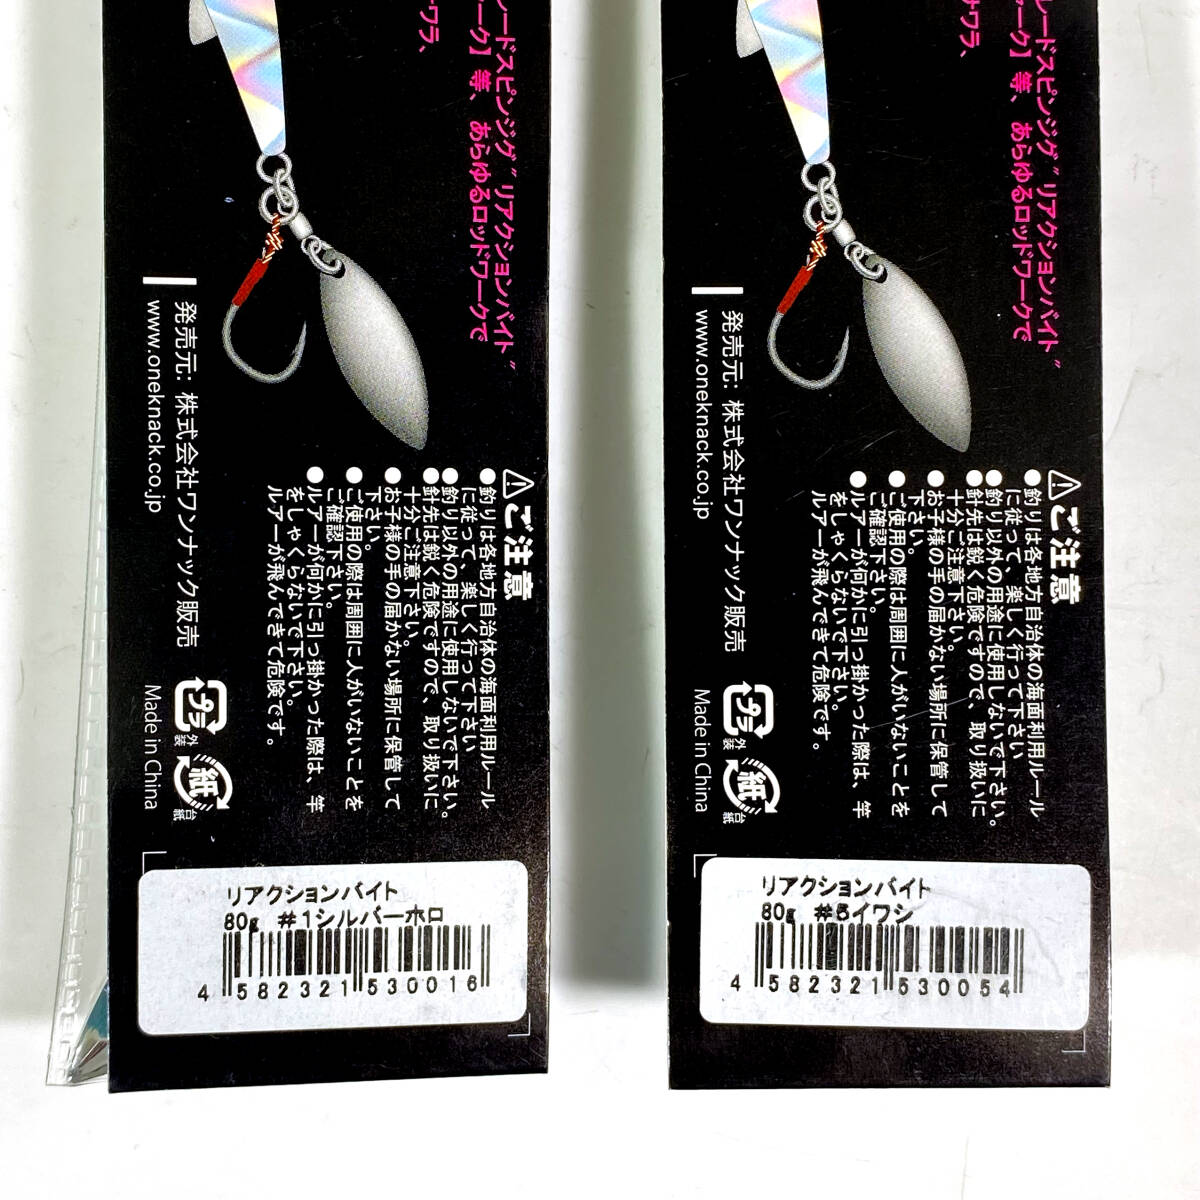 レードスピンジグ"リアクションバイト"
ーク】等、あらゆるロッドワークで
サワラ、
発売元: 株式会社ワンナック販売
www.oneknack.co.jp
⚠ご注意
●釣りは各地方自治体の海面利用ルール
に従って、楽しく行って下さい
●釣り以外の用途に使用しないで下さい。
●針先は鋭く危険ですので、取り扱いに
十分ご注意下さい。
●お子様の手の届かない場所に保管して
下さい。
●ご使用の際は周囲に人がいないことを
ご確認下さい。
●ルアーが何かに引っ掛かった際は、竿
をしゃくらないで下さい。
ルアーが飛んできて危険です。
プラ
外装
紙
台紙
Made in China
リアクションバイト
80g #1シルバーホロ
4 582321 530016
レードスピンジグ"リアクションバイト"
ーク】等、あらゆるロッドワークで
サワラ、
発売元: 株式会社ワンナック販売
www.oneknack.co.jp
⚠ご注意
●釣りは各地方自治体の海面利用ルール
に従って、楽しく行って下さい
●釣り以外の用途に使用しないで下さい。
●針先は鋭く危険ですので、取り扱いに
十分ご注意下さい。
●お子様の手の届かない場所に保管して
下さい。
●ご使用の際は周囲に人がいないことを
ご確認下さい。
●ルアーが何かに引っ掛かった際は、竿
をしゃくらないで下さい。
ルアーが飛んできて危険です。
プラ
外装
紙
台紙
Made in China
リアクションバイト
80g #5イワシ
4 582321 530054